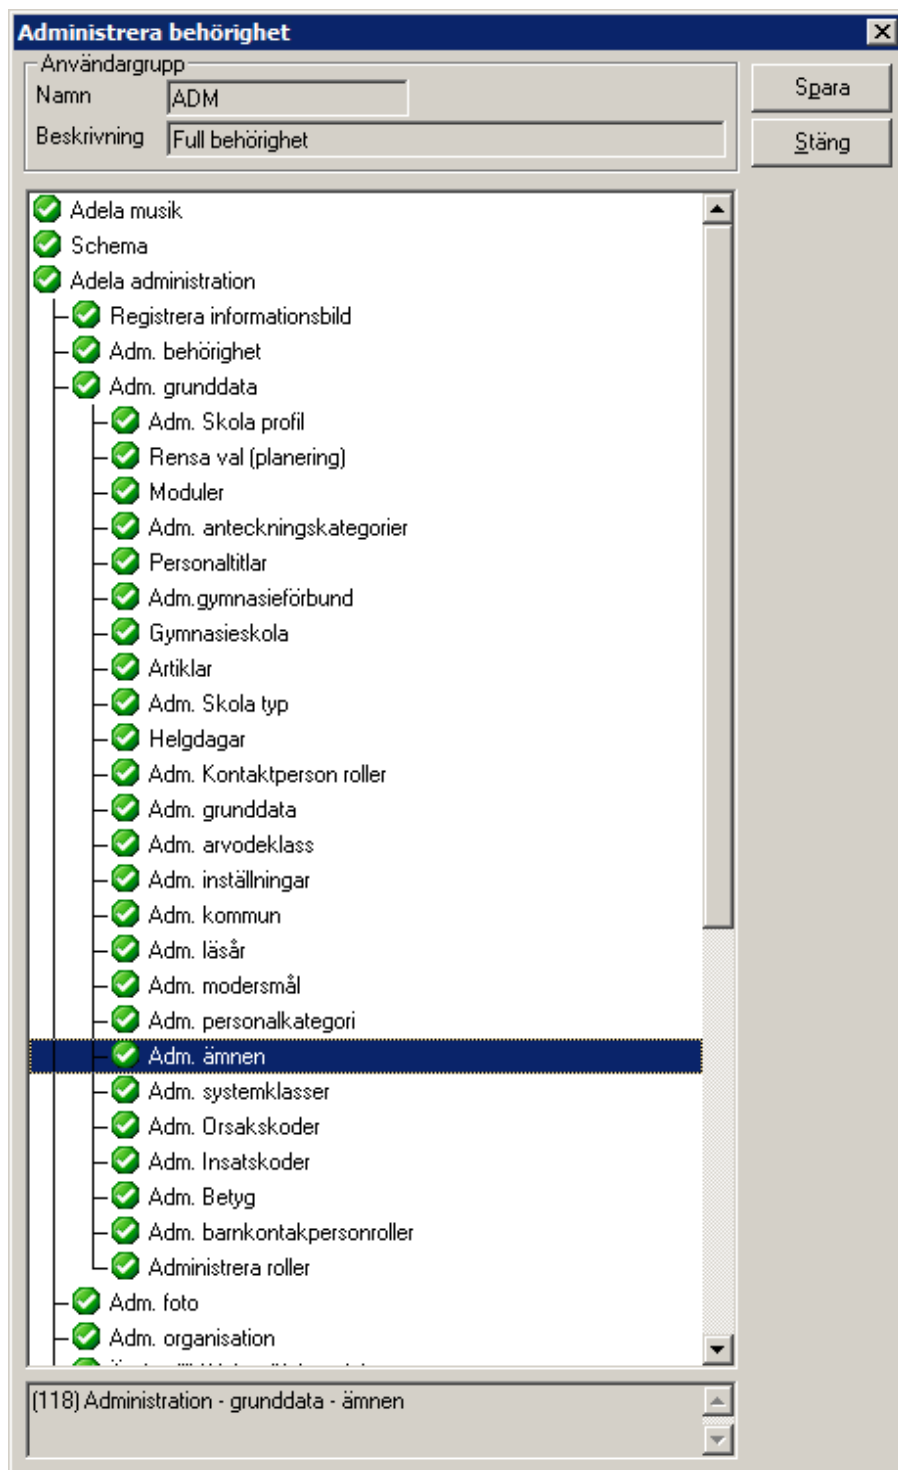 Administrera behörighet
Användargrupp
Namn ADM
Beskrivning Full behörighet
Spara
Stäng
Adela musik
Schema
Adela administration
Registrera informationsbild
Adm. behörighet
Adm. grunddata
Adm. Skola profil
Rensa val (planering)
Moduler
Adm. anteckningskategorier
Personaltitlar
Adm.gymnasieförbund
Gymnasieskola
Artiklar
Adm. Skola typ
Helgdagar
Adm. Kontaktperson roller
Adm. grunddata
Adm. arvodeklass
Adm. inställningar
Adm. kommun
Adm. läsår
Adm. modersmål
Adm. personalkategori
Adm. ämnen
Adm. systemklasser
Adm. Orsakskoder
Adm. Insatskoder
Adm. Betyg
Adm. barnkontakpersonroller
Administrera roller
Adm. foto
Adm. organisation
(118) Administration - grunddata - ämnen